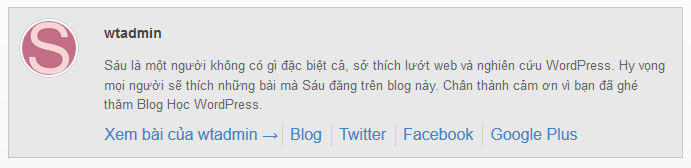 S
wtadmin
Sáu là một người không có gì đặc biệt cả, sở thích lướt web và nghiên cứu WordPress. Hy vọng
mọi người sẽ thích những bài mà Sáu đăng trên blog này. Chân thành cảm ơn vì bạn đã ghé
thăm Blog Học WordPress.
Xem bài của wtadmin → Blog Twitter Facebook Google Plus